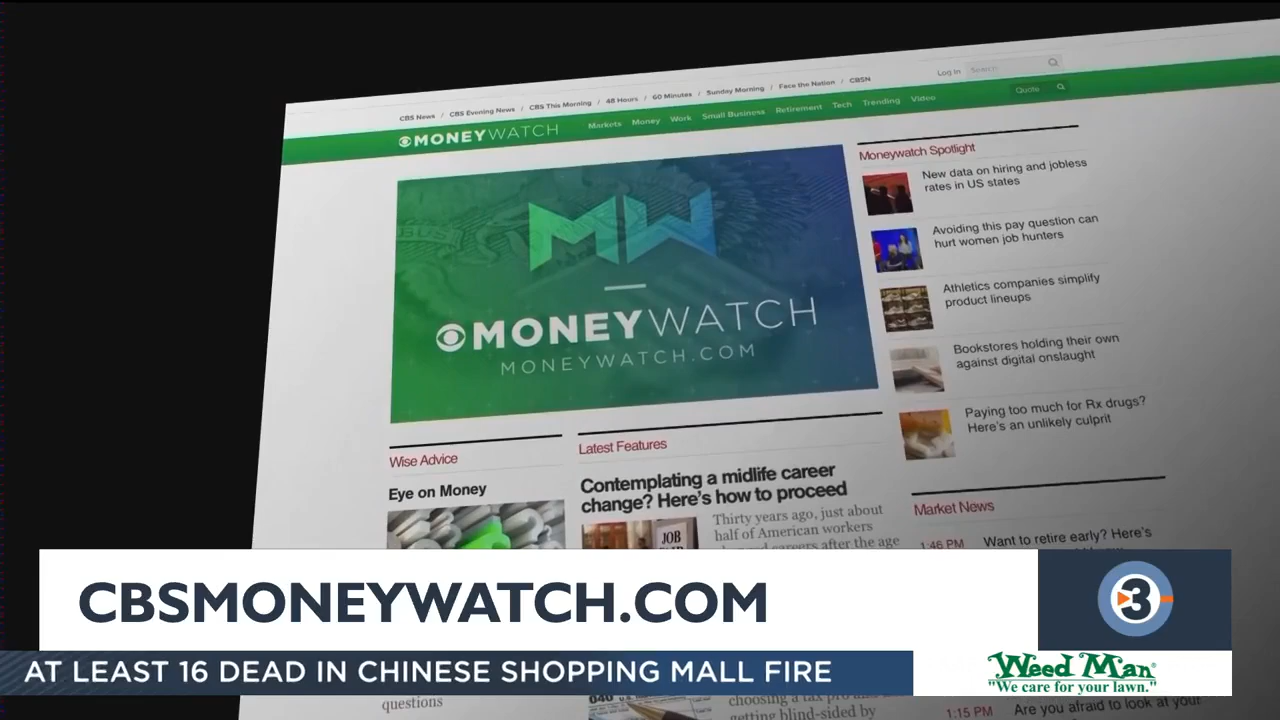 CBS News / CBS Evening News / CBS This Morning / 48 Hours / 60 Minutes / Sunday Morning / Face the Nation / CBSN
Log In Search
MONEYWATCH Markets Money Work Small Business Retirement Tech Trending Video
Quote
MW
MONEYWATCH
MONEYWATCH.COM
Moneywatch Spotlight
New data on hiring and jobless
rates in US states
Avoiding this pay question can
hurt women job hunters
Athletics companies simplify
product lineups
Bookstores holding their own
against digital onslaught
Paying too much for Rx drugs?
Here's an unlikely culprit
Wise Advice
Eye on Money
Latest Features
Contemplating a midlife career
change? Here's how to proceed
Thirty years ago, just about
half of American workers
careers after the age
JOB
Market News
1:46 PM Want to retire early? Here's
CBSMONEYWATCH.COM
3
AT LEAST 16 DEAD IN CHINESE SHOPPING MALL FIRE
Weed Man
"We care for your lawn."
questions
choosing a tax
getting blind-sided by
1:15 PM Are you afraid to look at your